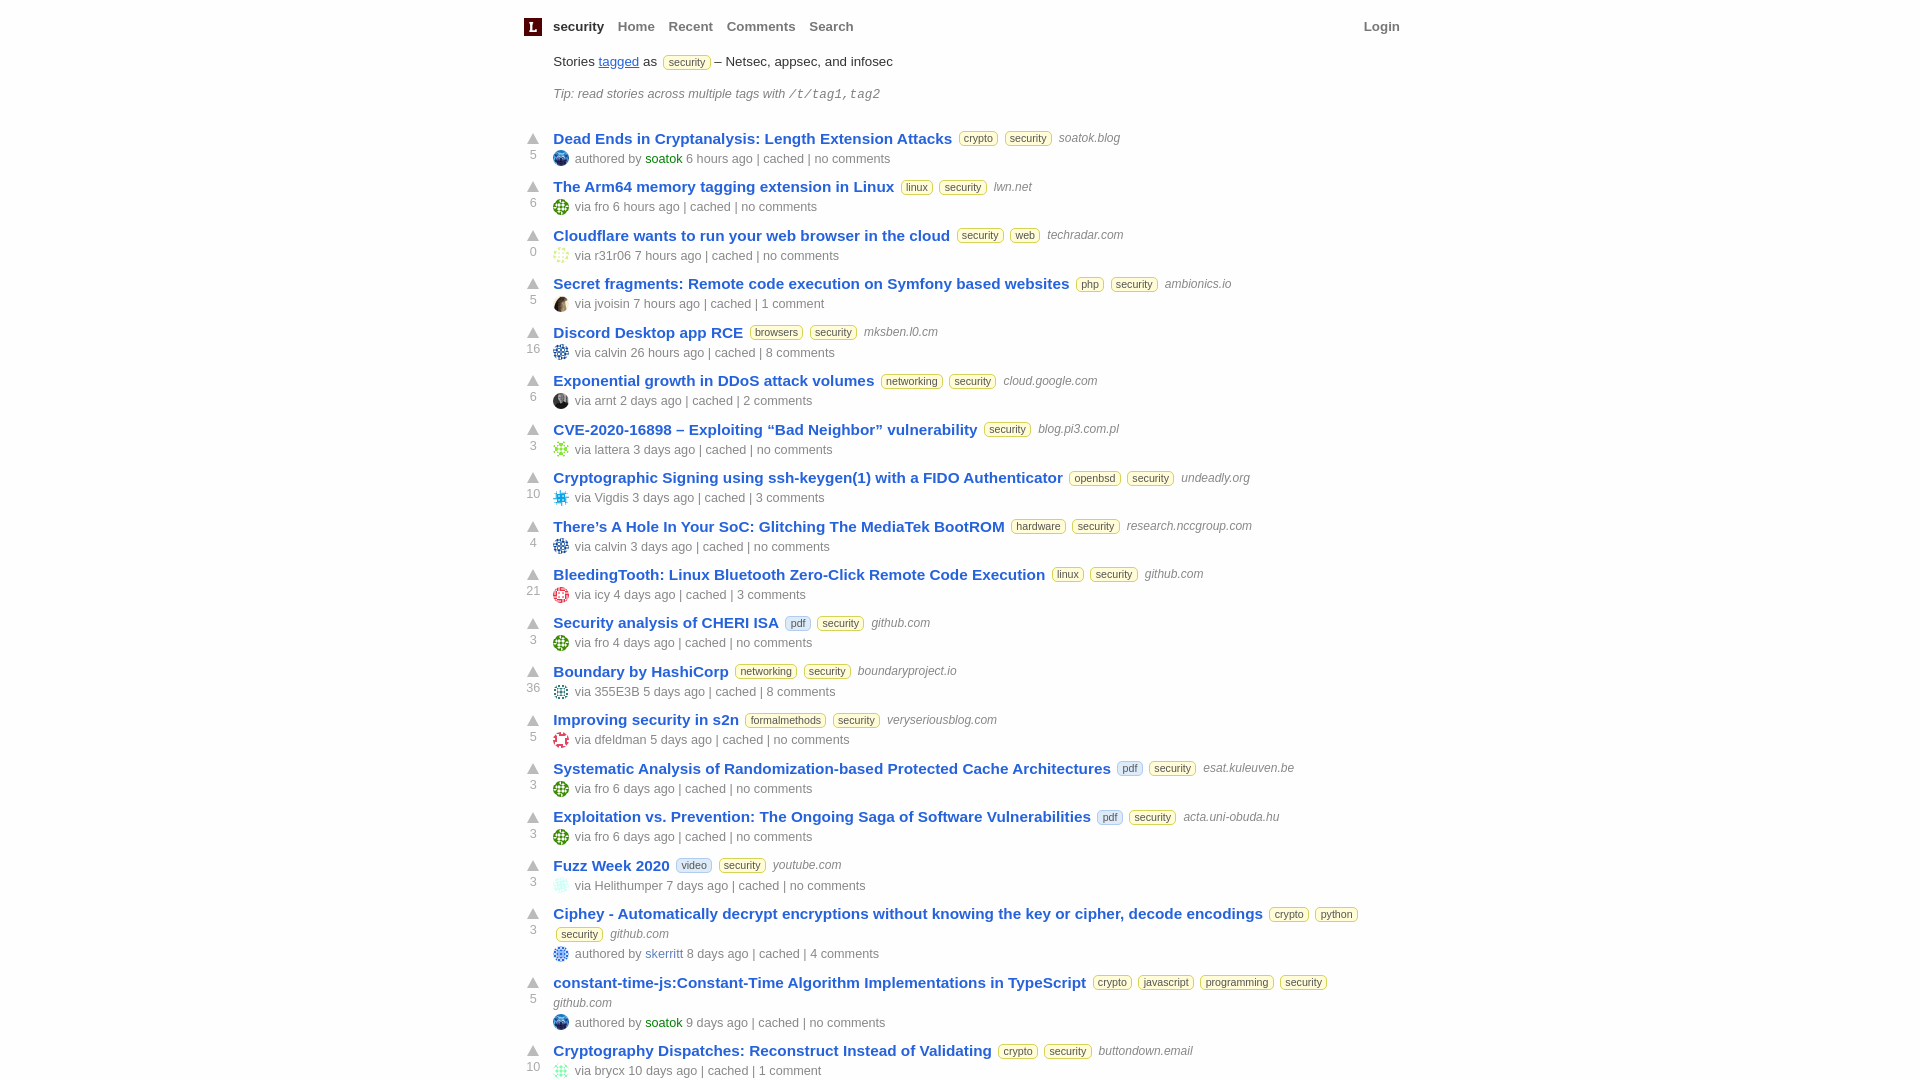 L security Home Recent Comments Search Login
Stories tagged as security – Netsec, appsec, and infosec
Tip: read stories across multiple tags with /t/tag1,tag2
Dead Ends in Cryptanalysis: Length Extension Attacks crypto security soatok.blog
5 authored by soatok 6 hours ago | cached | no comments
The Arm64 memory tagging extension in Linux linux security lwn.net
6 via fro 6 hours ago | cached | no comments
Cloudflare wants to run your web browser in the cloud security web techradar.com
0 via r31r06 7 hours ago | cached | no comments
Secret fragments: Remote code execution on Symfony based websites php security ambionics.io
5 via jvoisin 7 hours ago | cached | 1 comment
Discord Desktop app RCE browsers security mksben.l0.cm
16 via calvin 26 hours ago | cached | 8 comments
Exponential growth in DDoS attack volumes networking security cloud.google.com
6 via arnt 2 days ago | cached | 2 comments
CVE-2020-16898 – Exploiting “Bad Neighbor” vulnerability security blog.pi3.com.pl
3 via lattera 3 days ago | cached | no comments
Cryptographic Signing using ssh-keygen(1) with a FIDO Authenticator openbsd security undeadly.org
10 via Vigdis 3 days ago | cached | 3 comments
There’s A Hole In Your SoC: Glitching The MediaTek BootROM hardware security research.nccgroup.com
4 via calvin 3 days ago | cached | no comments
BleedingTooth: Linux Bluetooth Zero-Click Remote Code Execution linux security github.com
21 via icy 4 days ago | cached | 3 comments
Security analysis of CHERI ISA pdf security github.com
3 via fro 4 days ago | cached | no comments
Boundary by HashiCorp networking security boundaryproject.io
36 via 355E3B 5 days ago | cached | 8 comments
Improving security in s2n formalmethods security veryseriousblog.com
5 via dfeldman 5 days ago | cached | no comments
Systematic Analysis of Randomization-based Protected Cache Architectures pdf security esat.kuleuven.be
3 via fro 6 days ago | cached | no comments
Exploitation vs. Prevention: The Ongoing Saga of Software Vulnerabilities pdf security acta.uni-obuda.hu
3 via fro 6 days ago | cached | no comments
Fuzz Week 2020 video security youtube.com
3 via Helithumper 7 days ago | cached | no comments
Ciphey - Automatically decrypt encryptions without knowing the key or cipher, decode encodings crypto python
3 security github.com
authored by skerritt 8 days ago | cached | 4 comments
constant-time-js:Constant-Time Algorithm Implementations in TypeScript crypto javascript programming security
5 github.com
authored by soatok 9 days ago | cached | no comments
Cryptography Dispatches: Reconstruct Instead of Validating crypto security buttondown.email
10 via brycx 10 days ago | cached | 1 comment